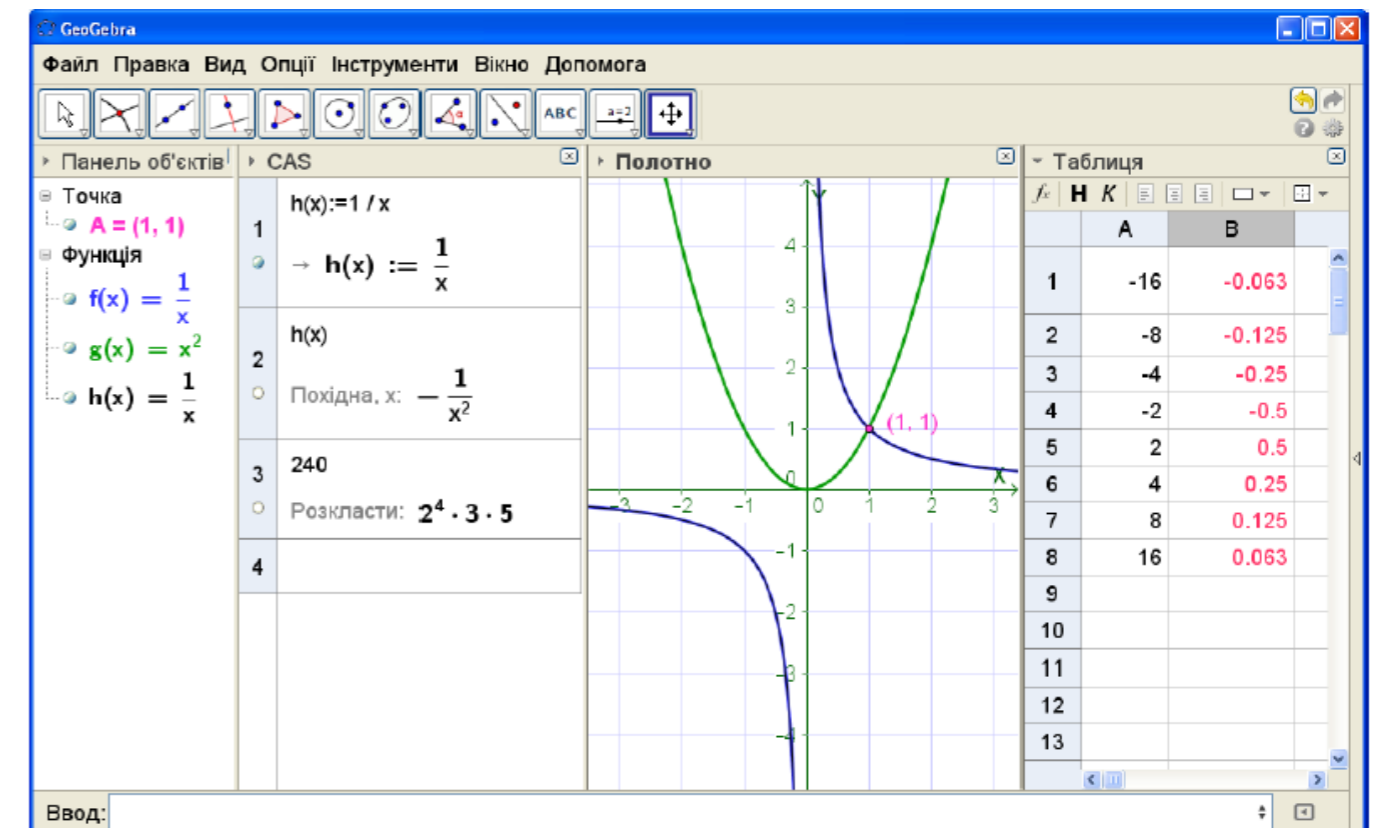 GeoGebra
Файл Правка Вид Опції Інструменти Вікно Допомога
ABC
a=2
Панель об'єктів
Точка
A = (1, 1)
Функція
f(x) = 1/x
g(x) = x²
h(x) = 1/x
CAS
1
h(x):=1 / x
→ h(x) := 1/x
2
h(x)
Похідна, x: − 1/x²
3
240
Розкласти: 2⁴ · 3 · 5
4
Полотно
4
3
2
1
0
-3 -2 -1 0 1 2 3
X
(1, 1)
-1
-2
-3
-4
Таблиця
fx H K
A B
1 -16 -0.063
2 -8 -0.125
3 -4 -0.25
4 -2 -0.5
5 2 0.5
6 4 0.25
7 8 0.125
8 16 0.063
9
10
11
12
13
Ввод: